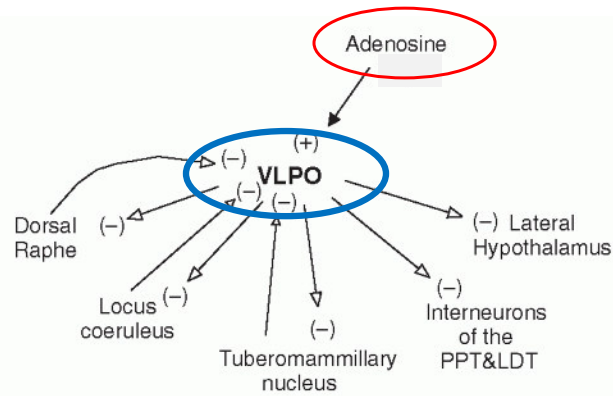 Adenosine
(+)
(–)
VLPO
(–)
(–)
Dorsal
Raphe
(–)
(–) Lateral
Hypothalamus
Locus
coeruleus
(–)
(–)
Interneurons
of the
PPT&LDT
(–)
Tuberomammillary
nucleus